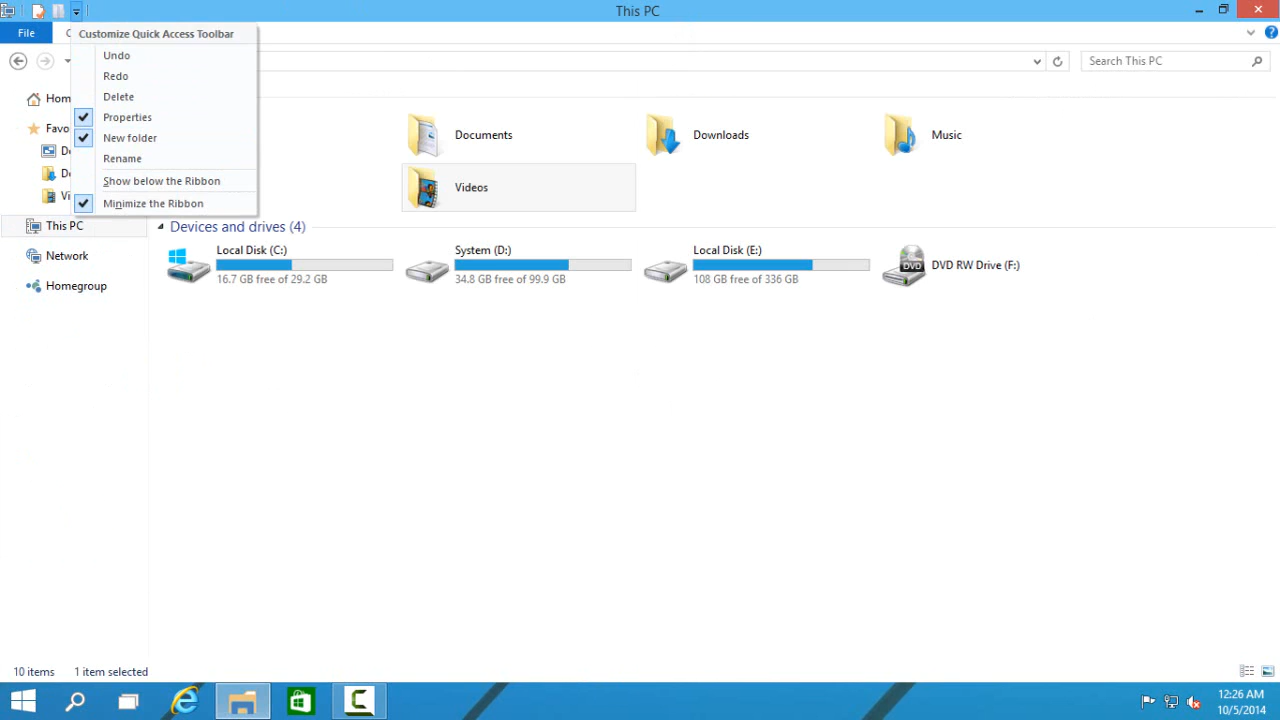 This PC
File
Customize Quick Access Toolbar
Undo
Redo
Delete
Properties
New folder
Rename
Show below the Ribbon
Minimize the Ribbon
Search This PC
This PC
Network
Homegroup
Documents
Downloads
Music
Videos
Devices and drives (4)
Local Disk (C:)
16.7 GB free of 29.2 GB
System (D:)
34.8 GB free of 99.9 GB
Local Disk (E:)
108 GB free of 336 GB
DVD RW Drive (F:)
10 items
1 item selected
12:26 AM
10/5/2014